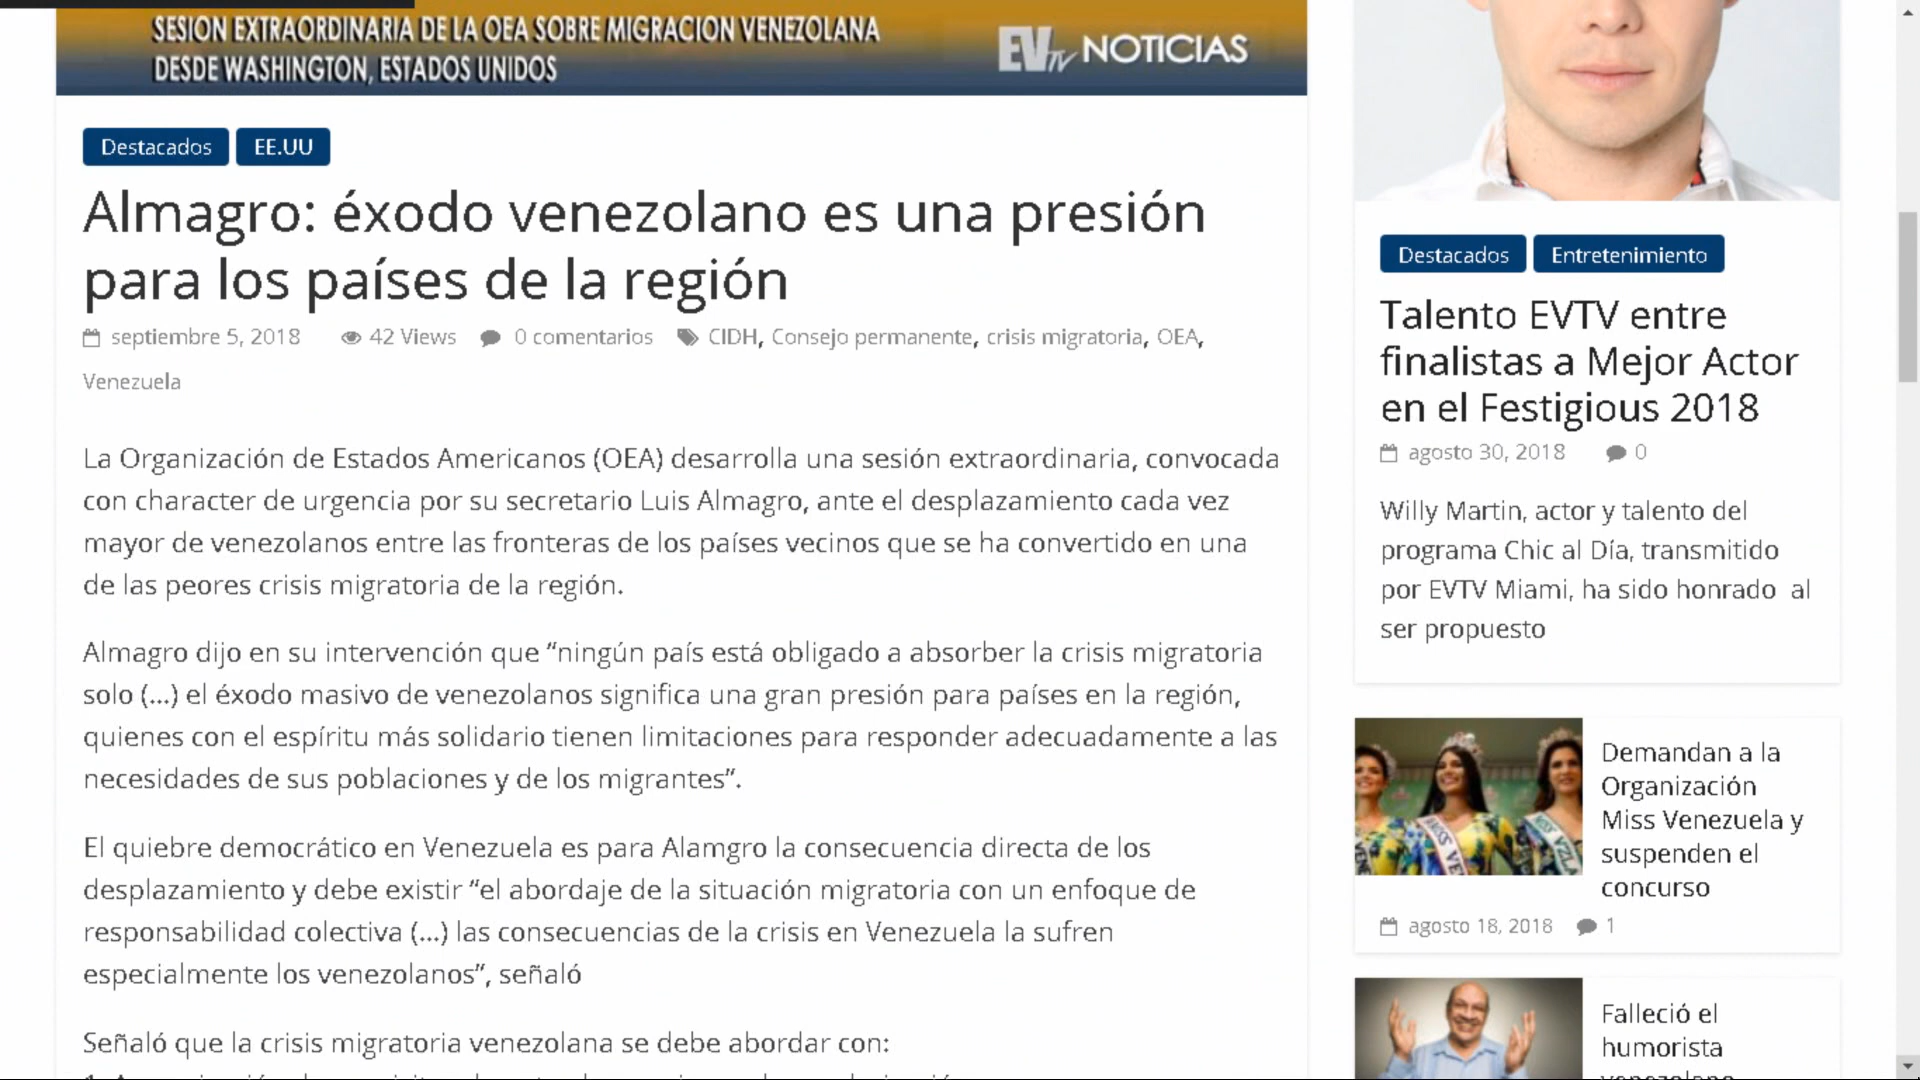 SESION EXTRAORDINARIA DE LA OEA SOBRE MIGRACION VENEZOLANA
DESDE WASHINGTON, ESTADOS UNIDOS
EVTV NOTICIAS
Destacados EE.UU
Almagro: éxodo venezolano es una presión
para los países de la región
septiembre 5, 2018 42 Views 0 comentarios CIDH, Consejo permanente, crisis migratoria, OEA,
Venezuela
La Organización de Estados Americanos (OEA) desarrolla una sesión extraordinaria, convocada
con character de urgencia por su secretario Luis Almagro, ante el desplazamiento cada vez
mayor de venezolanos entre las fronteras de los países vecinos que se ha convertido en una
de las peores crisis migratoria de la región.
Almagro dijo en su intervención que “ningún país está obligado a absorber la crisis migratoria
solo (…) el éxodo masivo de venezolanos significa una gran presión para países en la región,
quienes con el espíritu más solidario tienen limitaciones para responder adecuadamente a las
necesidades de sus poblaciones y de los migrantes”.
El quiebre democrático en Venezuela es para Alamgro la consecuencia directa de los
desplazamiento y debe existir “el abordaje de la situación migratoria con un enfoque de
responsabilidad colectiva (…) las consecuencias de la crisis en Venezuela la sufren
especialmente los venezolanos”, señaló
Señaló que la crisis migratoria venezolana se debe abordar con:
Destacados Entretenimiento
Talento EVTV entre
finalistas a Mejor Actor
en el Festigious 2018
agosto 30, 2018 0
Willy Martin, actor y talento del
programa Chic al Día, transmitido
por EVTV Miami, ha sido honrado al
ser propuesto
Demandan a la
Organización
Miss Venezuela y
suspenden el
concurso
agosto 18, 2018 1
Falleció el
humorista
venezolano